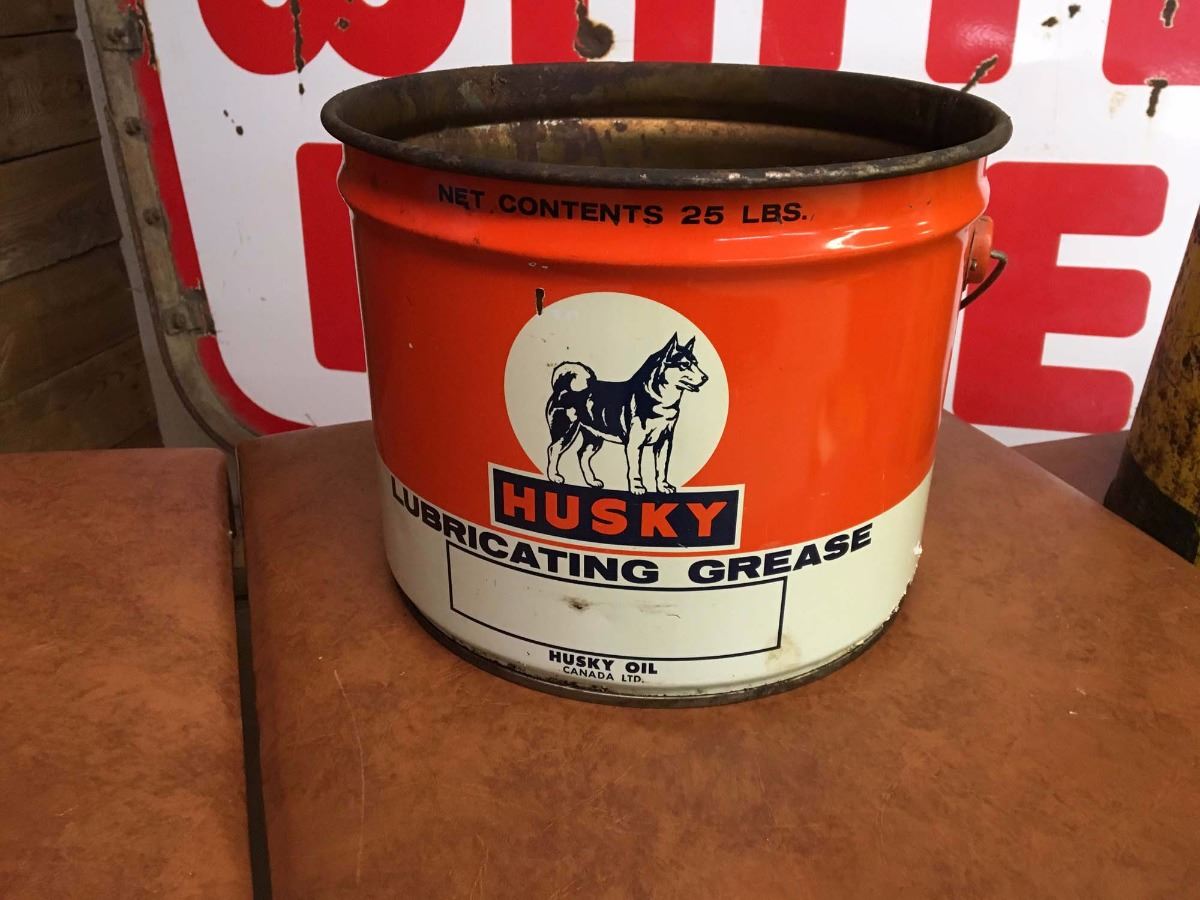 NET CONTENTS 25 LBS.
HUSKY
LUBRICATING GREASE
HUSKY OIL
CANADA LTD.